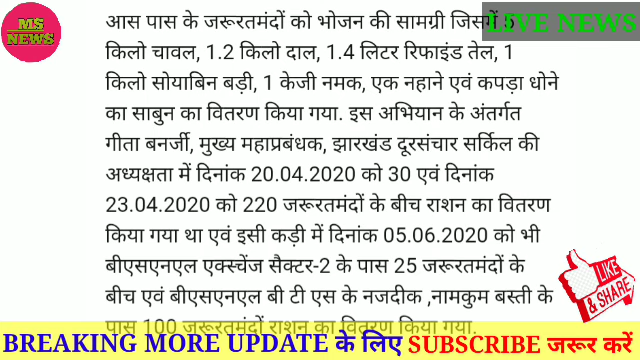 MS
NEWS
LIVE NEWS
आस पास के जरूरतमंदों को भोजन की सामग्री जिसमें 5
किलो चावल, 1.2 किलो दाल, 1.4 लिटर रिफाइंड तेल, 1
किलो सोयाबिन बड़ी, 1 केजी नमक, एक नहाने एवं कपड़ा धोने
का साबुन का वितरण किया गया. इस अभियान के अंतर्गत
गीता बनर्जी, मुख्य महाप्रबंधक, झारखंड दूरसंचार सर्किल की
अध्यक्षता में दिनांक 20.04.2020 को 30 एवं दिनांक
23.04.2020 को 220 जरूरतमंदों के बीच राशन का वितरण
किया गया था एवं इसी कड़ी में दिनांक 05.06.2020 को भी
बीएसएनएल एक्स्चेंज सैक्टर-2 के पास 25 जरूरतमंदों के
बीच एवं बीएसएनएल बी टी एस के नजदीक ,नामकुम बस्ती के
पास 100 जरूरतमंदों राशन का वितरण किया गया.
LIKE
& SHARE
BREAKING MORE UPDATE के लिए SUBSCRIBE जरूर करें